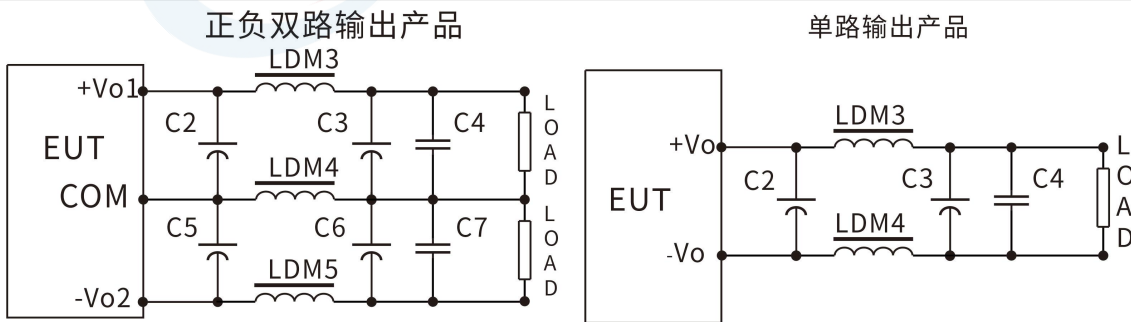 正负双路输出产品
LDM3
+Vo1
C2
C3
C4
LOAD
EUT
LDM4
COM
C5
C6
C7
LOAD
LDM5
-Vo2
单路输出产品
LDM3
+Vo
C2
C3
C4
LOAD
EUT
LDM4
-Vo